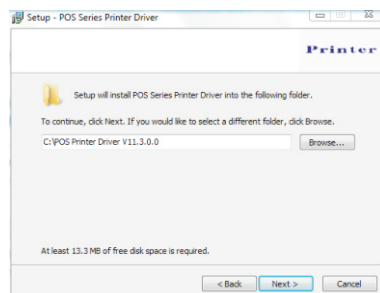 Setup - POS Series Printer Driver
Printer
Setup will install POS Series Printer Driver into the following folder.
To continue, click Next. If you would like to select a different folder, click Browse.
C:\POS Printer Driver V11.3.0.0
Browse...
At least 13.3 MB of free disk space is required.
< Back
Next >
Cancel